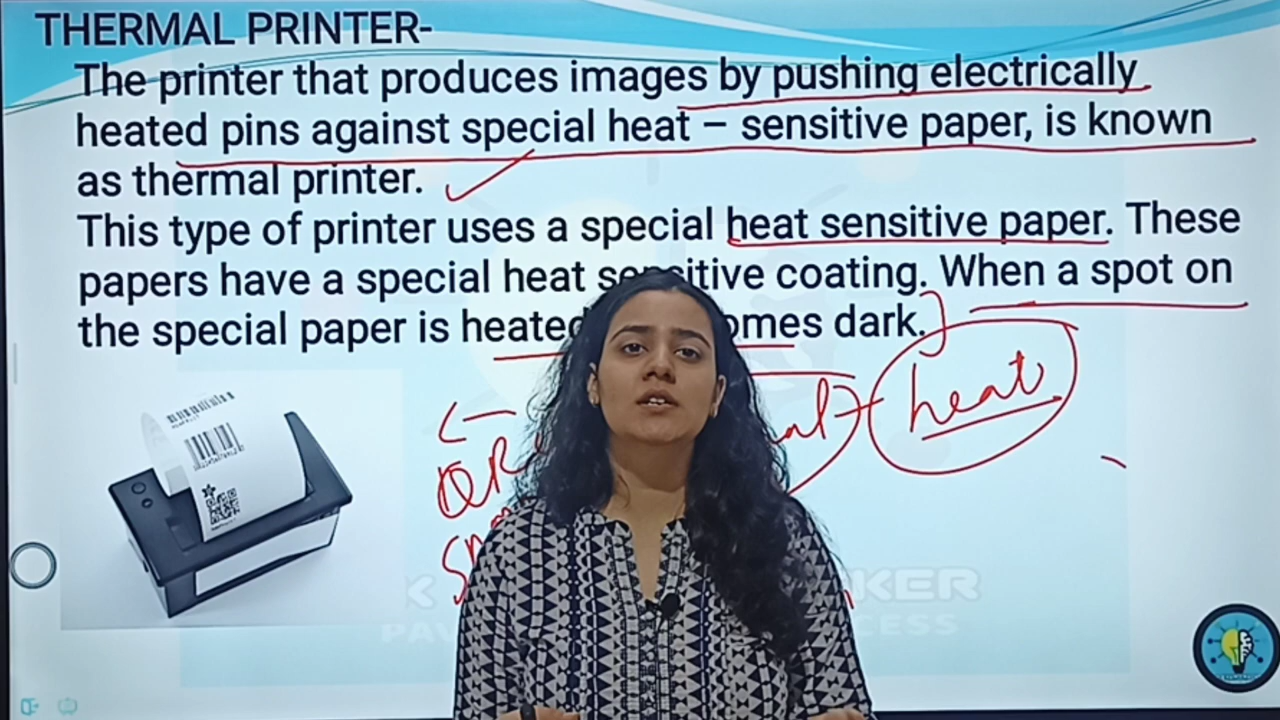 THERMAL PRINTER-
The printer that produces images by pushing electrically
heated pins against special heat – sensitive paper, is known
as thermal printer.
This type of printer uses a special heat sensitive paper. These
papers have a special heat sensitive coating. When a spot on
the special paper is heated dark.
heat
QR